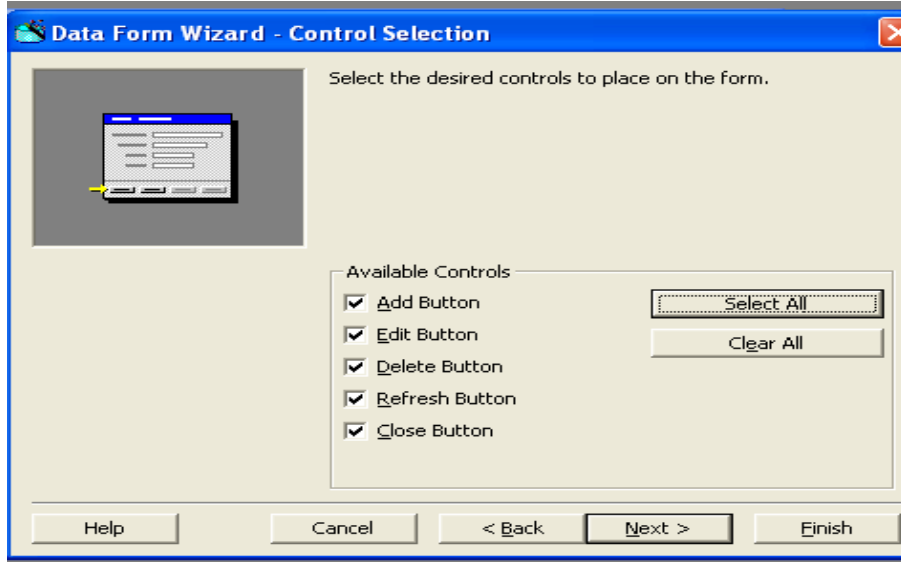 Data Form Wizard - Control Selection
Select the desired controls to place on the form.
Available Controls
Add Button
Select All
Edit Button
Clear All
Delete Button
Refresh Button
Close Button
Help
Cancel
< Back
Next >
Finish